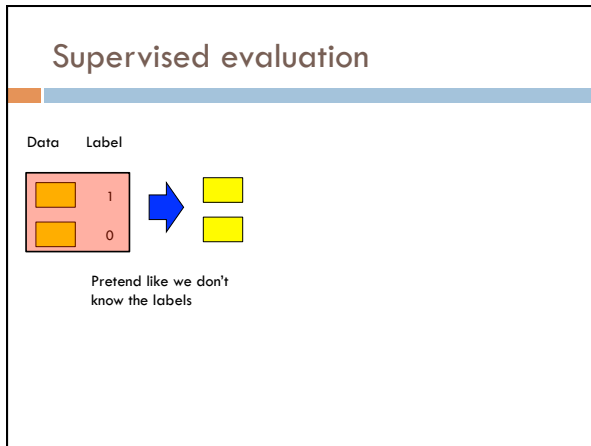 Supervised evaluation
Data Label
1
0
Pretend like we don't
know the labels